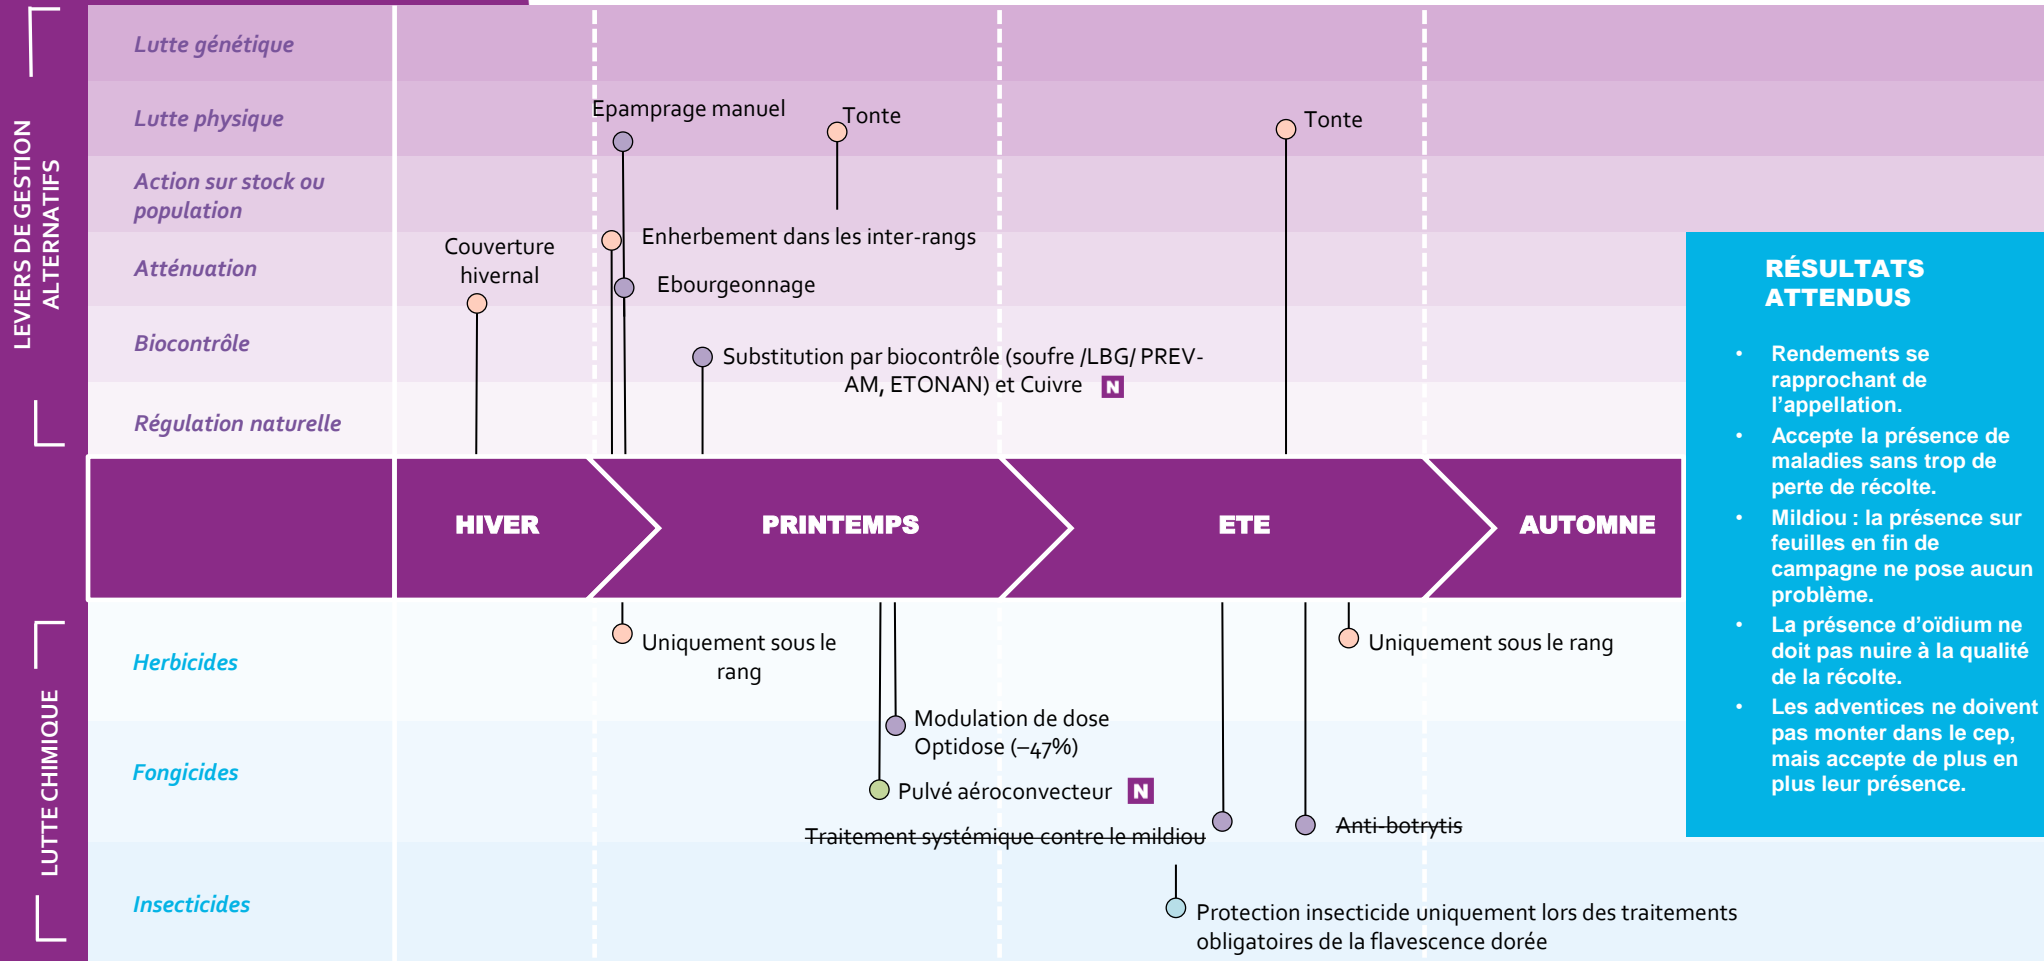 LEVIERS DE GESTION
ALTERNATIFS
Lutte génétique
Lutte physique
Action sur stock ou
population
Atténuation
Biocontrôle
Régulation naturelle
Epamprage manuel
Tonte
Tonte
Couverture
hivernal
Enherbement dans les inter-rangs
Ebourgeonnage
Substitution par biocontrôle (soufre /LBG/ PREV-
AM, ETONAN) et Cuivre N
HIVER
PRINTEMPS
ETE
AUTOMNE
LUTTE CHIMIQUE
Herbicides
Fongicides
Insecticides
Uniquement sous le
rang
Uniquement sous le rang
Modulation de dose
Optidose (–47%)
Pulvé aéroconvecteur N
Traitement systémique contre le mildiou
Anti-botrytis
Protection insecticide uniquement lors des traitements
obligatoires de la flavescence dorée
RÉSULTATS
ATTENDUS
• Rendements se
rapprochant de
l’appellation.
• Accepte la présence de
maladies sans trop de
perte de récolte.
• Mildiou : la présence sur
feuilles en fin de
campagne ne pose aucun
problème.
• La présence d’oïdium ne
doit pas nuire à la qualité
de la récolte.
• Les adventices ne doivent
pas monter dans le cep,
mais accepte de plus en
plus leur présence.